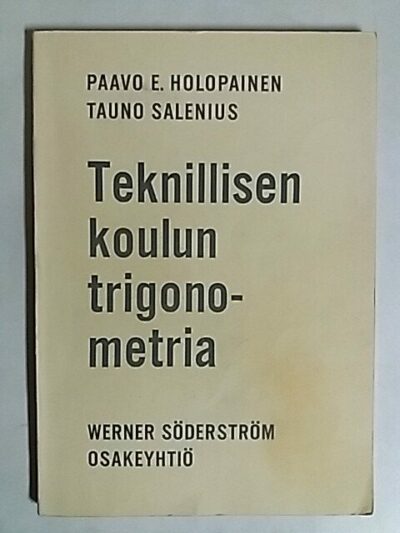 PAAVO E. HOLOPAINEN
TAUNO SALENIUS
Teknillisen
koulun
trigono-
metria
WERNER SÖDERSTRÖM
OSAKEYHTIÖ